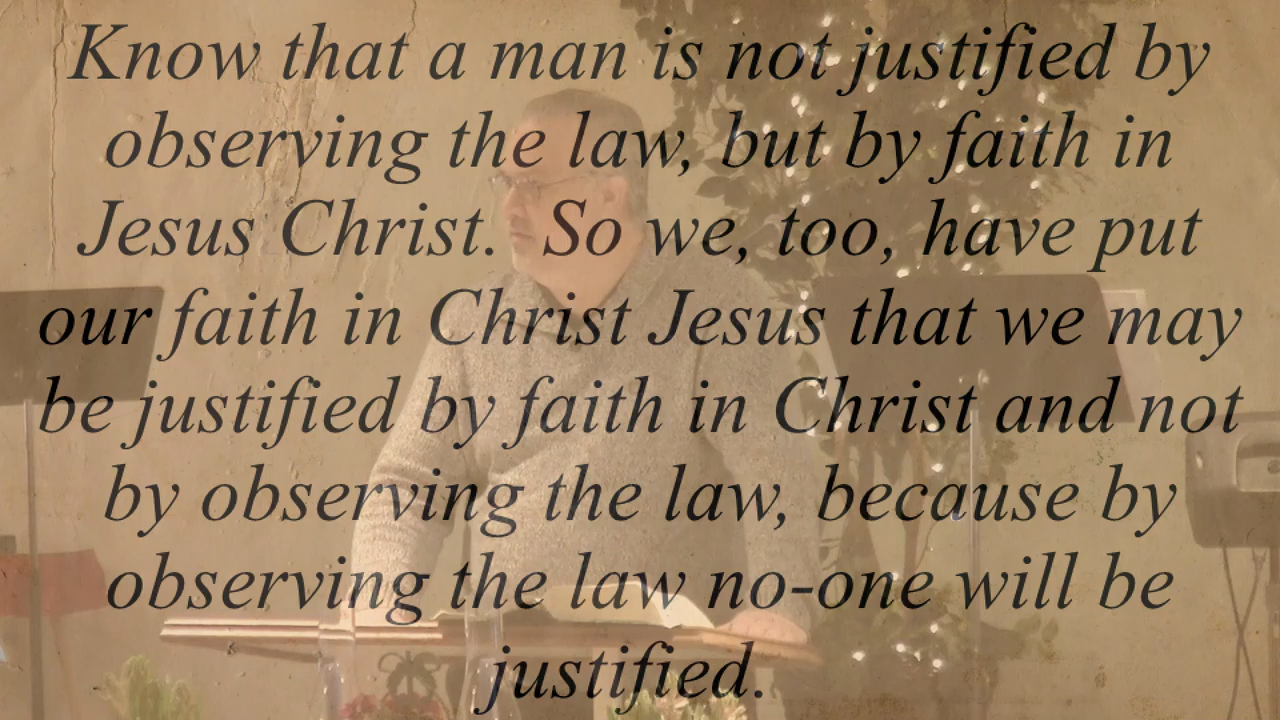 Know that a man is not justified by
observing the law, but by faith in
Jesus Christ.  So we, too, have put
our faith in Christ Jesus that we may
be justified by faith in Christ and not
by observing the law, because by
observing the law no-one will be
justified.